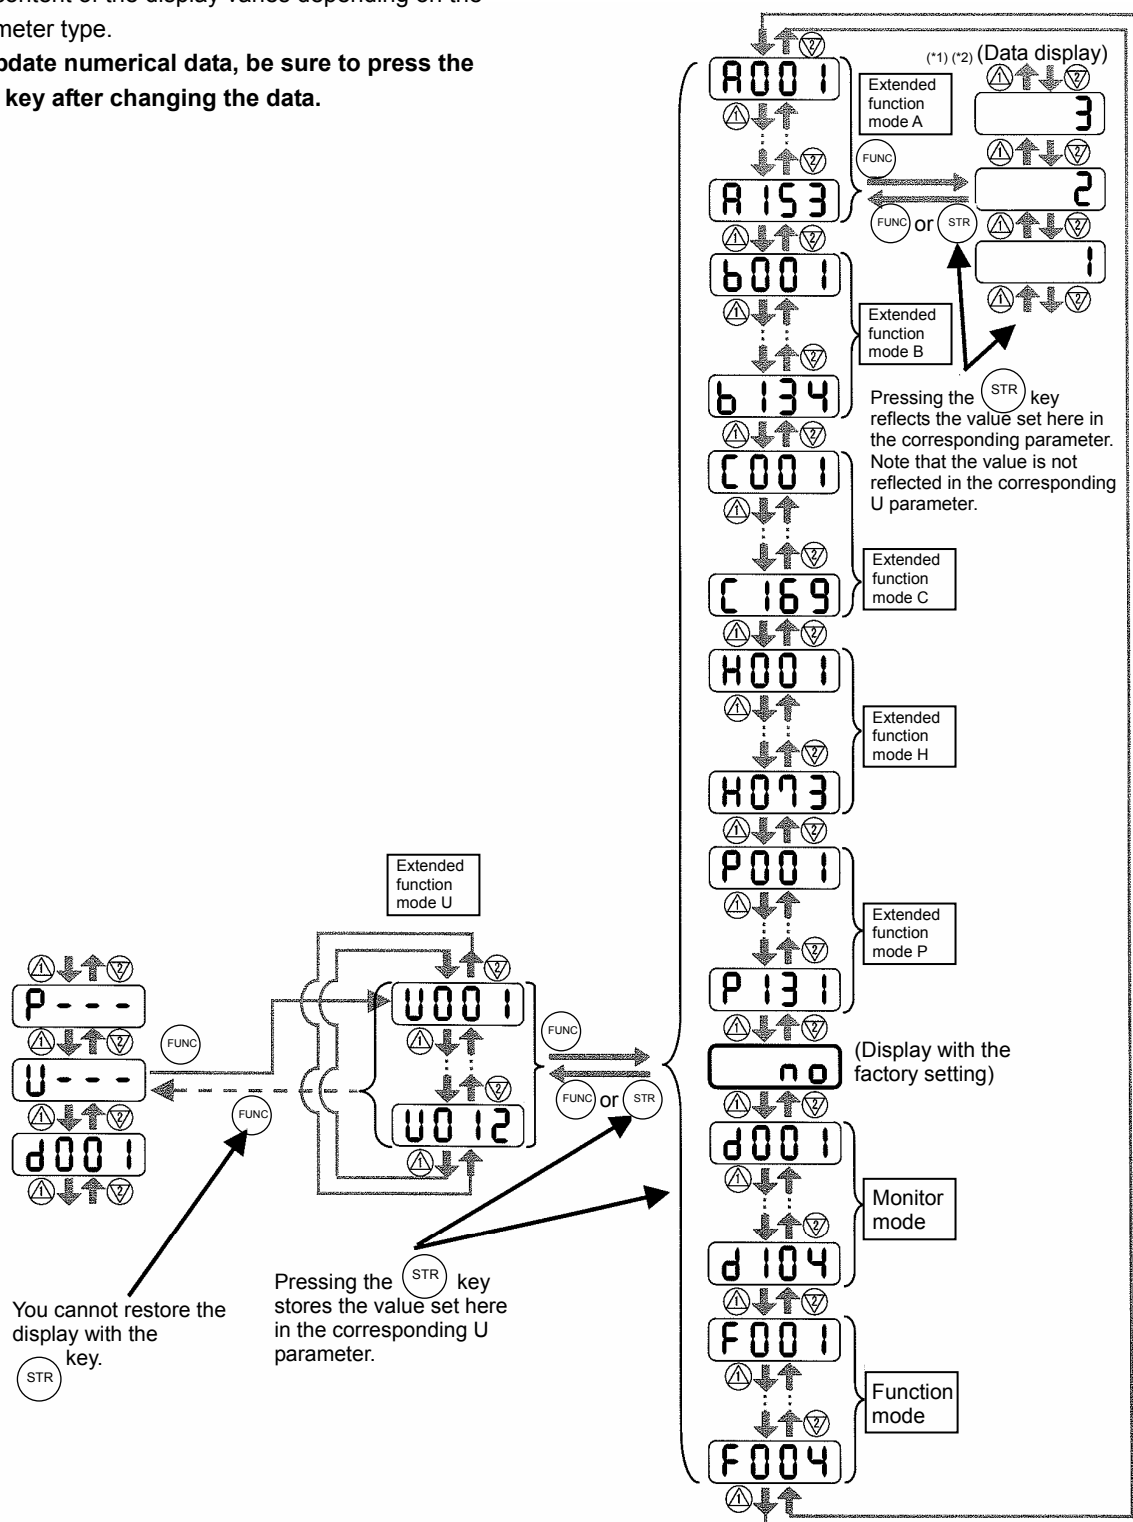 content of the display varies depending on the
meter type.
pdate numerical data, be sure to press the
key after changing the data.
(*1) (*2) (Data display)
A001
Extended
function
mode A
3
FUNC
2
A153
FUNC or STR
1
b001
Extended
function
mode B
b134
Pressing the STR key
reflects the value set here in
the corresponding parameter.
Note that the value is not
reflected in the corresponding
U parameter.
C001
Extended
function
mode C
C169
H001
Extended
function
mode H
H073
P001
Extended
function
mode P
P131
no
(Display with the
factory setting)
d001
Monitor
mode
d104
F001
Function
mode
F004
Extended
function
mode U
P---
U001
FUNC
FUNC
U---
FUNC
FUNC or STR
U012
d001
You cannot restore the
display with the
STR key.
Pressing the STR key
stores the value set here
in the corresponding U
parameter.